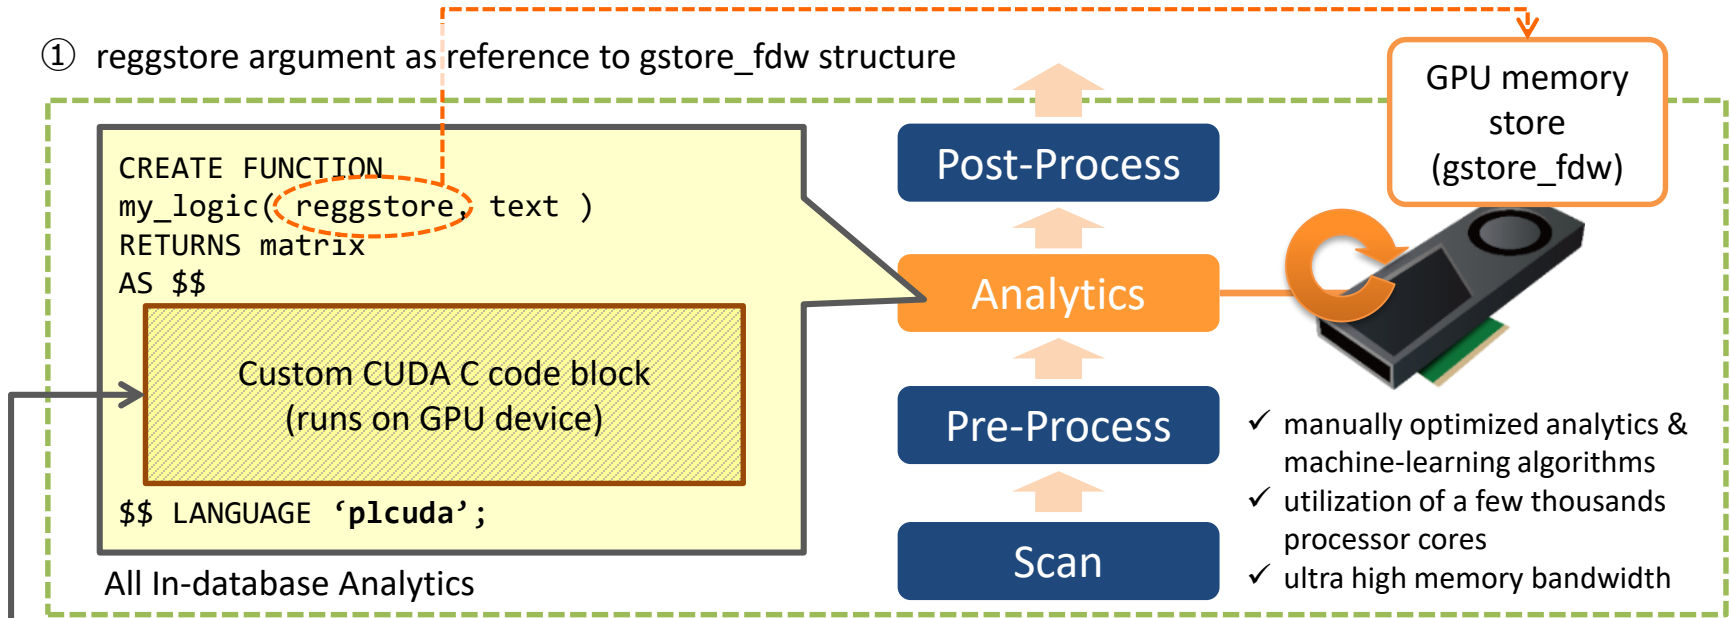 ① reggstore argument as reference to gstore_fdw structure
GPU memory
store
(gstore_fdw)
CREATE FUNCTION
my_logic( reggstore, text )
RETURNS matrix
AS $$
Custom CUDA C code block
(runs on GPU device)
$$ LANGUAGE ‘plcuda’;
All In-database Analytics
Post-Process
Analytics
Pre-Process
Scan
✓ manually optimized analytics &
machine-learning algorithms
✓ utilization of a few thousands
processor cores
✓ ultra high memory bandwidth